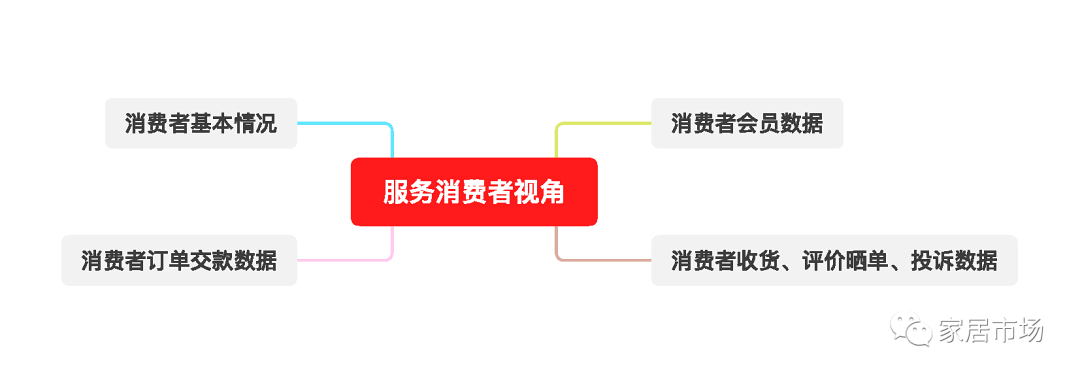 消费者基本情况
消费者会员数据
服务消费者视角
消费者订单交款数据
消费者收货、评价晒单、投诉数据
家居市场